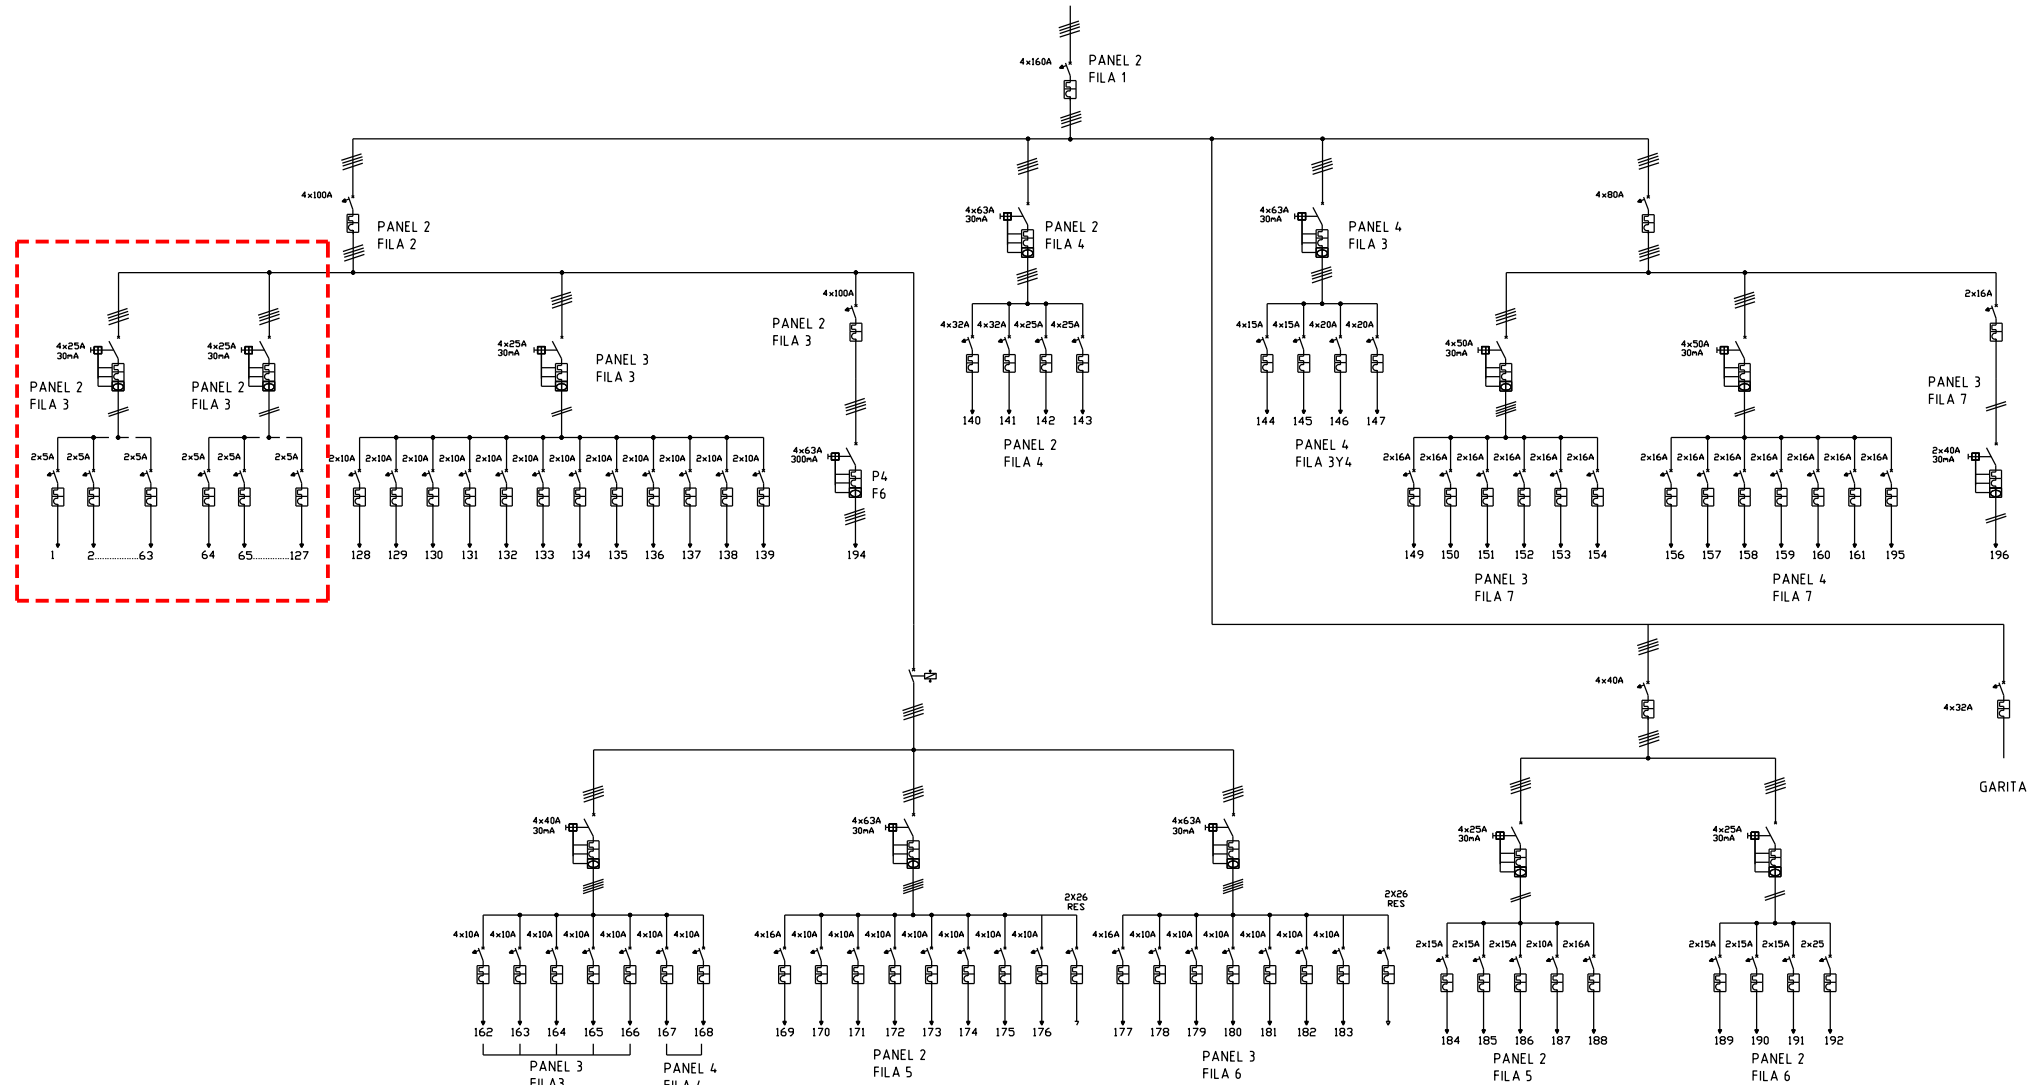 4x160A
PANEL 2
FILA 1
4x100A
PANEL 2
FILA 2
4x63A
30mA
PANEL 2
FILA 4
4x63A
30mA
PANEL 4
FILA 3
4x80A
4x25A
30mA
PANEL 2
FILA 3
4x25A
30mA
PANEL 2
FILA 3
4x25A
30mA
PANEL 3
FILA 3
4x100A
PANEL 2
FILA 3
4x63A
300mA
P4
F6
4x32A 4x32A 4x25A 4x25A
140 141 142 143
PANEL 2
FILA 4
4x15A 4x15A 4x20A 4x20A
144 145 146 147
PANEL 4
FILA 3Y4
4x50A
30mA
4x50A
30mA
2x16A
PANEL 3
FILA 7
2x40A
30mA
2x5A 2x5A 2x5A
1 2 63
2x5A 2x5A 2x5A
64 65 127
2x10A 2x10A 2x10A 2x10A 2x10A 2x10A 2x10A 2x10A 2x10A 2x10A 2x10A 2x10A
128 129 130 131 132 133 134 135 136 137 138 139
194
2x16A 2x16A 2x16A 2x16A 2x16A 2x16A
149 150 151 152 153 154
PANEL 3
FILA 7
2x16A 2x16A 2x16A 2x16A 2x16A 2x16A 2x16A
156 157 158 159 160 161 195
PANEL 4
FILA 7
196
4x40A
4x32A
GARITA
4x40A
30mA
4x63A
30mA
4x63A
30mA
4x25A
30mA
4x25A
30mA
4x10A 4x10A 4x10A 4x10A 4x10A 4x10A 4x10A
162 163 164 165 166 167 168
PANEL 3
FILA3
PANEL 4
2X26
RES
4x16A 4x10A 4x10A 4x10A 4x10A 4x10A 4x10A
169 170 171 172 173 174 175 176
PANEL 2
FILA 5
2X26
RES
4x16A 4x10A 4x10A 4x10A 4x10A 4x10A
177 178 179 180 181 182 183
PANEL 3
FILA 6
2x15A 2x15A 2x15A 2x10A 2x16A
184 185 186 187 188
PANEL 2
FILA 5
2x15A 2x15A 2x15A 2x25
189 190 191 192
PANEL 2
FILA 6